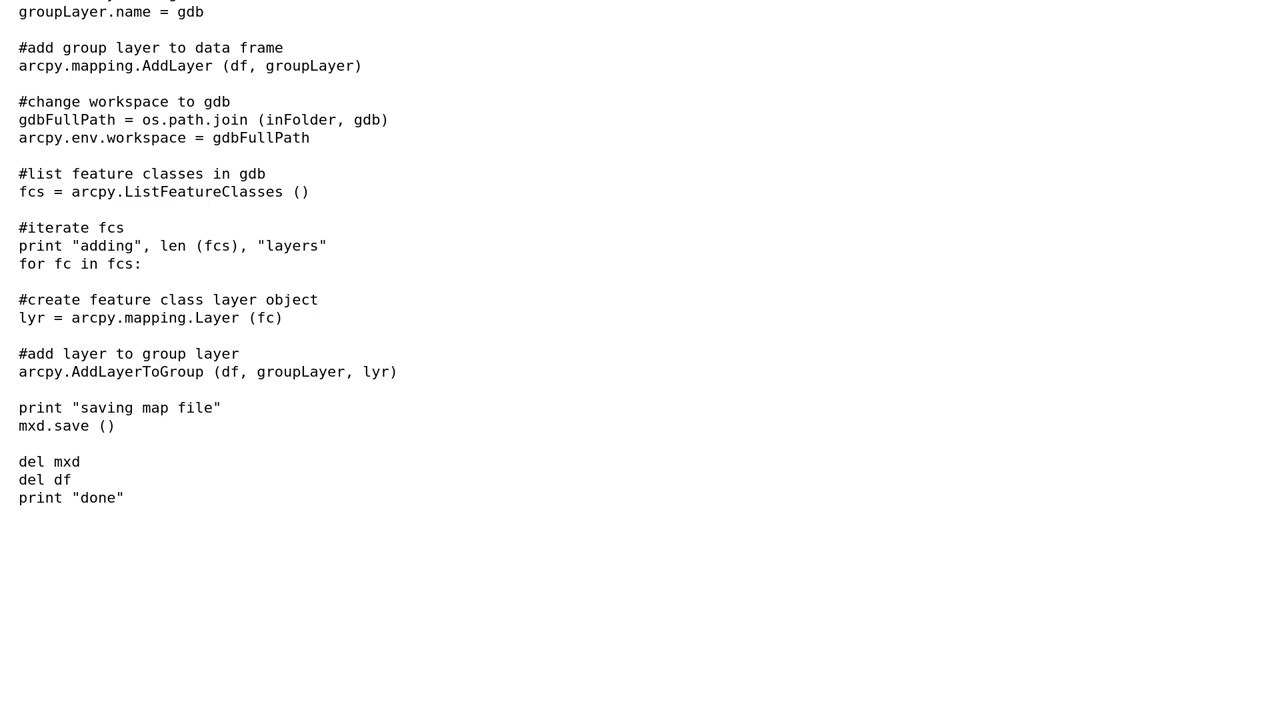 groupLayer.name = gdb
#add group layer to data frame
arcpy.mapping.AddLayer (df, groupLayer)
#change workspace to gdb
gdbFullPath = os.path.join (inFolder, gdb)
arcpy.env.workspace = gdbFullPath
#list feature classes in gdb
fcs = arcpy.ListFeatureClasses ()
#iterate fcs
print "adding", len (fcs), "layers"
for fc in fcs:
#create feature class layer object
lyr = arcpy.mapping.Layer (fc)
#add layer to group layer
arcpy.AddLayerToGroup (df, groupLayer, lyr)
print "saving map file"
mxd.save ()
del mxd
del df
print "done"